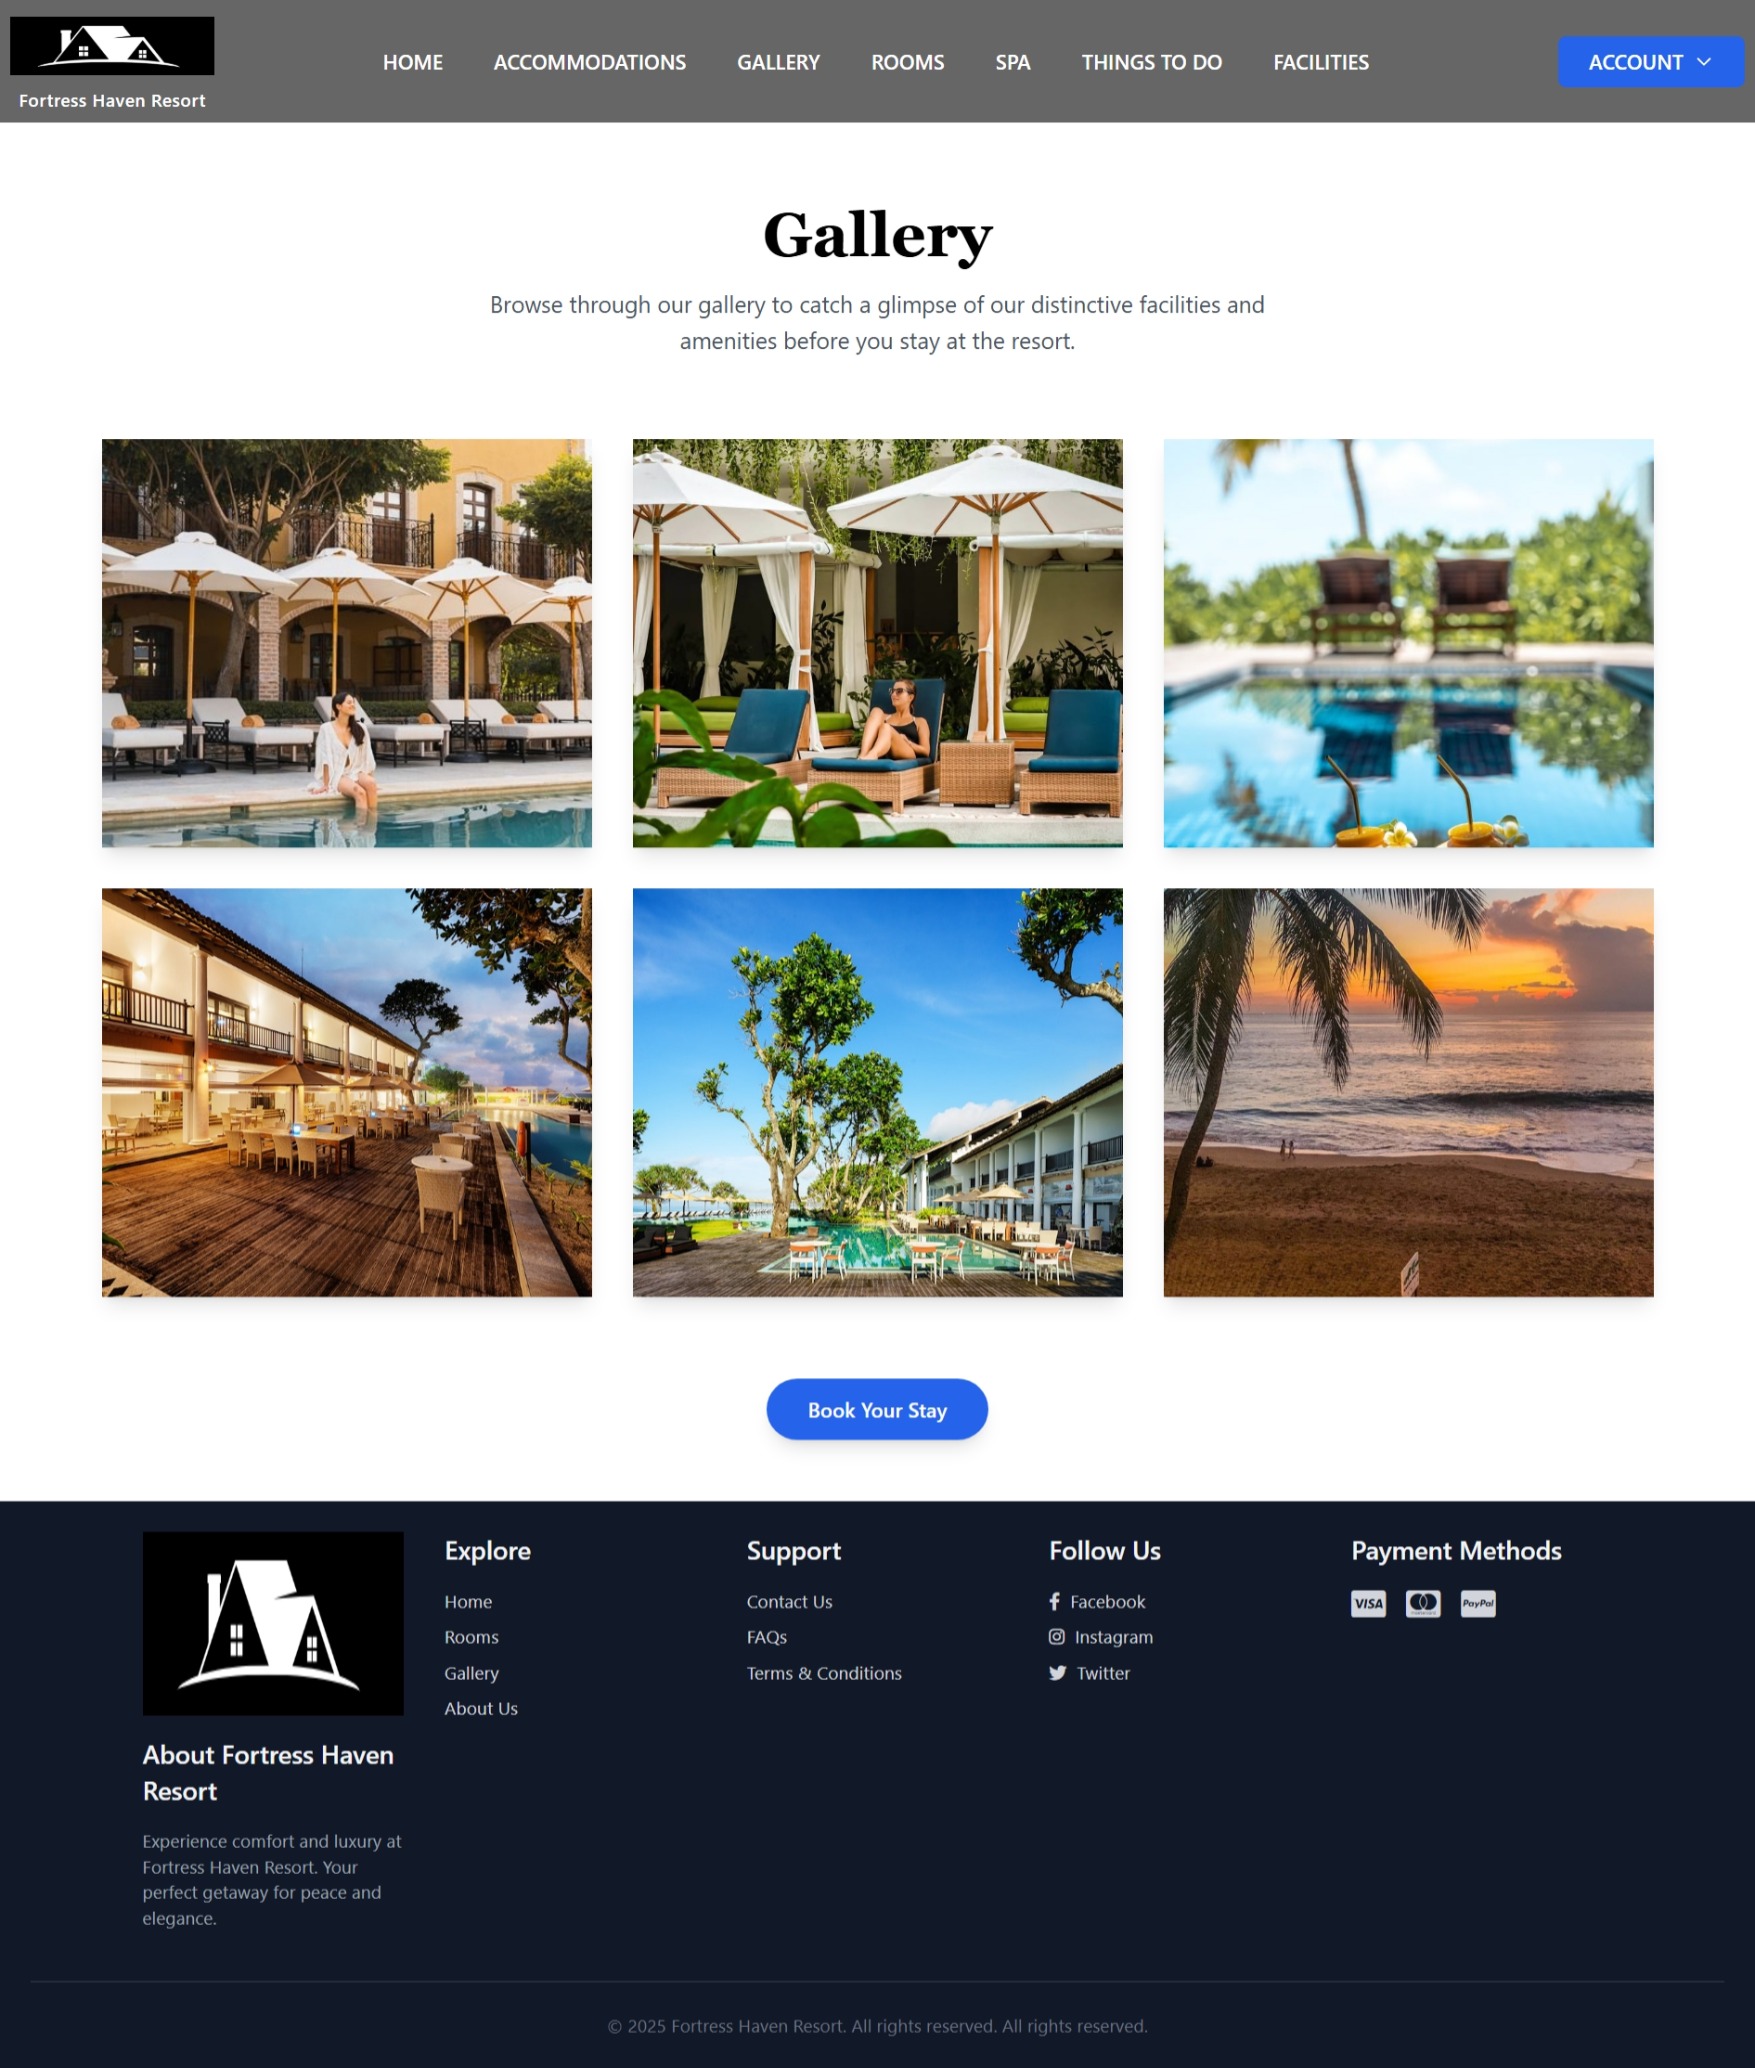 Fortress Haven Resort
HOME
ACCOMMODATIONS
GALLERY
ROOMS
SPA
THINGS TO DO
FACILITIES
ACCOUNT
Gallery
Browse through our gallery to catch a glimpse of our distinctive facilities and
amenities before you stay at the resort.
Book Your Stay
About Fortress Haven
Resort
Experience comfort and luxury at
Fortress Haven Resort. Your
perfect getaway for peace and
elegance.
Explore
Home
Rooms
Gallery
About Us
Support
Contact Us
FAQs
Terms & Conditions
Follow Us
Facebook
Instagram
Twitter
Payment Methods
VISA
PayPal
© 2025 Fortress Haven Resort. All rights reserved. All rights reserved.